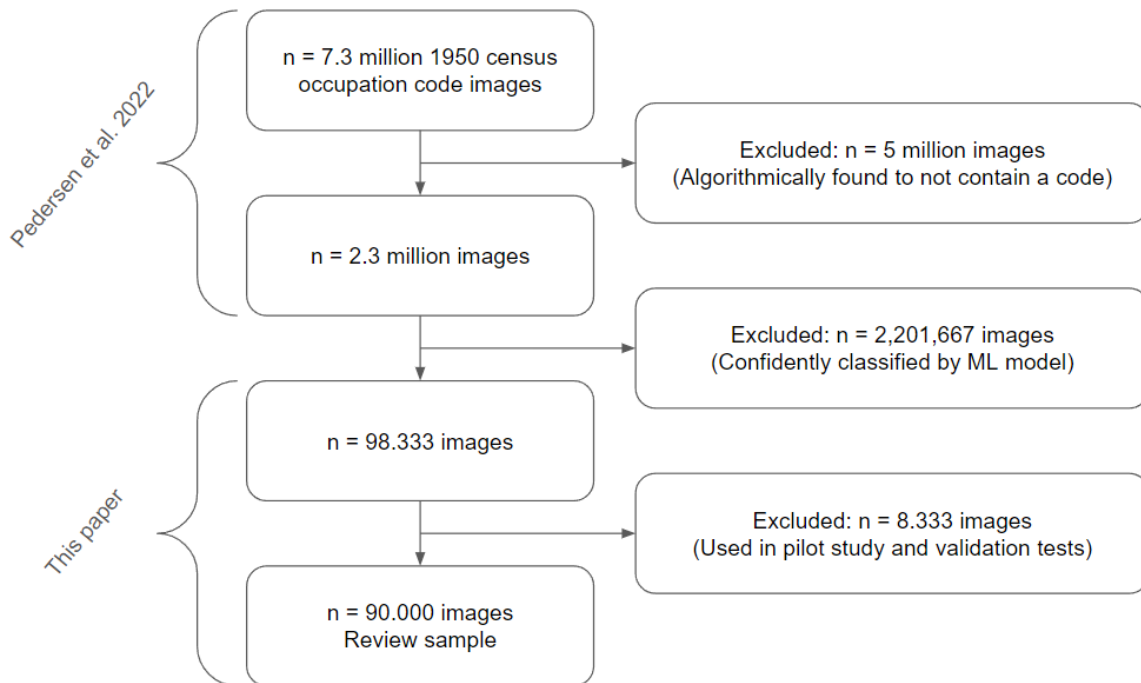 Pedersen et al. 2022
n = 7.3 million 1950 census
occupation code images
Excluded: n = 5 million images
(Algorithmically found to not contain a code)
n = 2.3 million images
Excluded: n = 2,201,667 images
(Confidently classified by ML model)
This paper
n = 98.333 images
Excluded: n = 8.333 images
(Used in pilot study and validation tests)
n = 90.000 images
Review sample